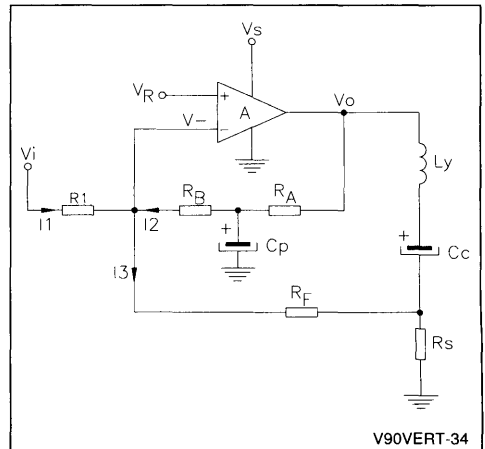 Vs
VR
+
A
V−
−
Vo
Vi
Ly
R1
RB
RA
I1
I2
+
Cp
+
Cc
I3
RF
Rs
V90VERT-34